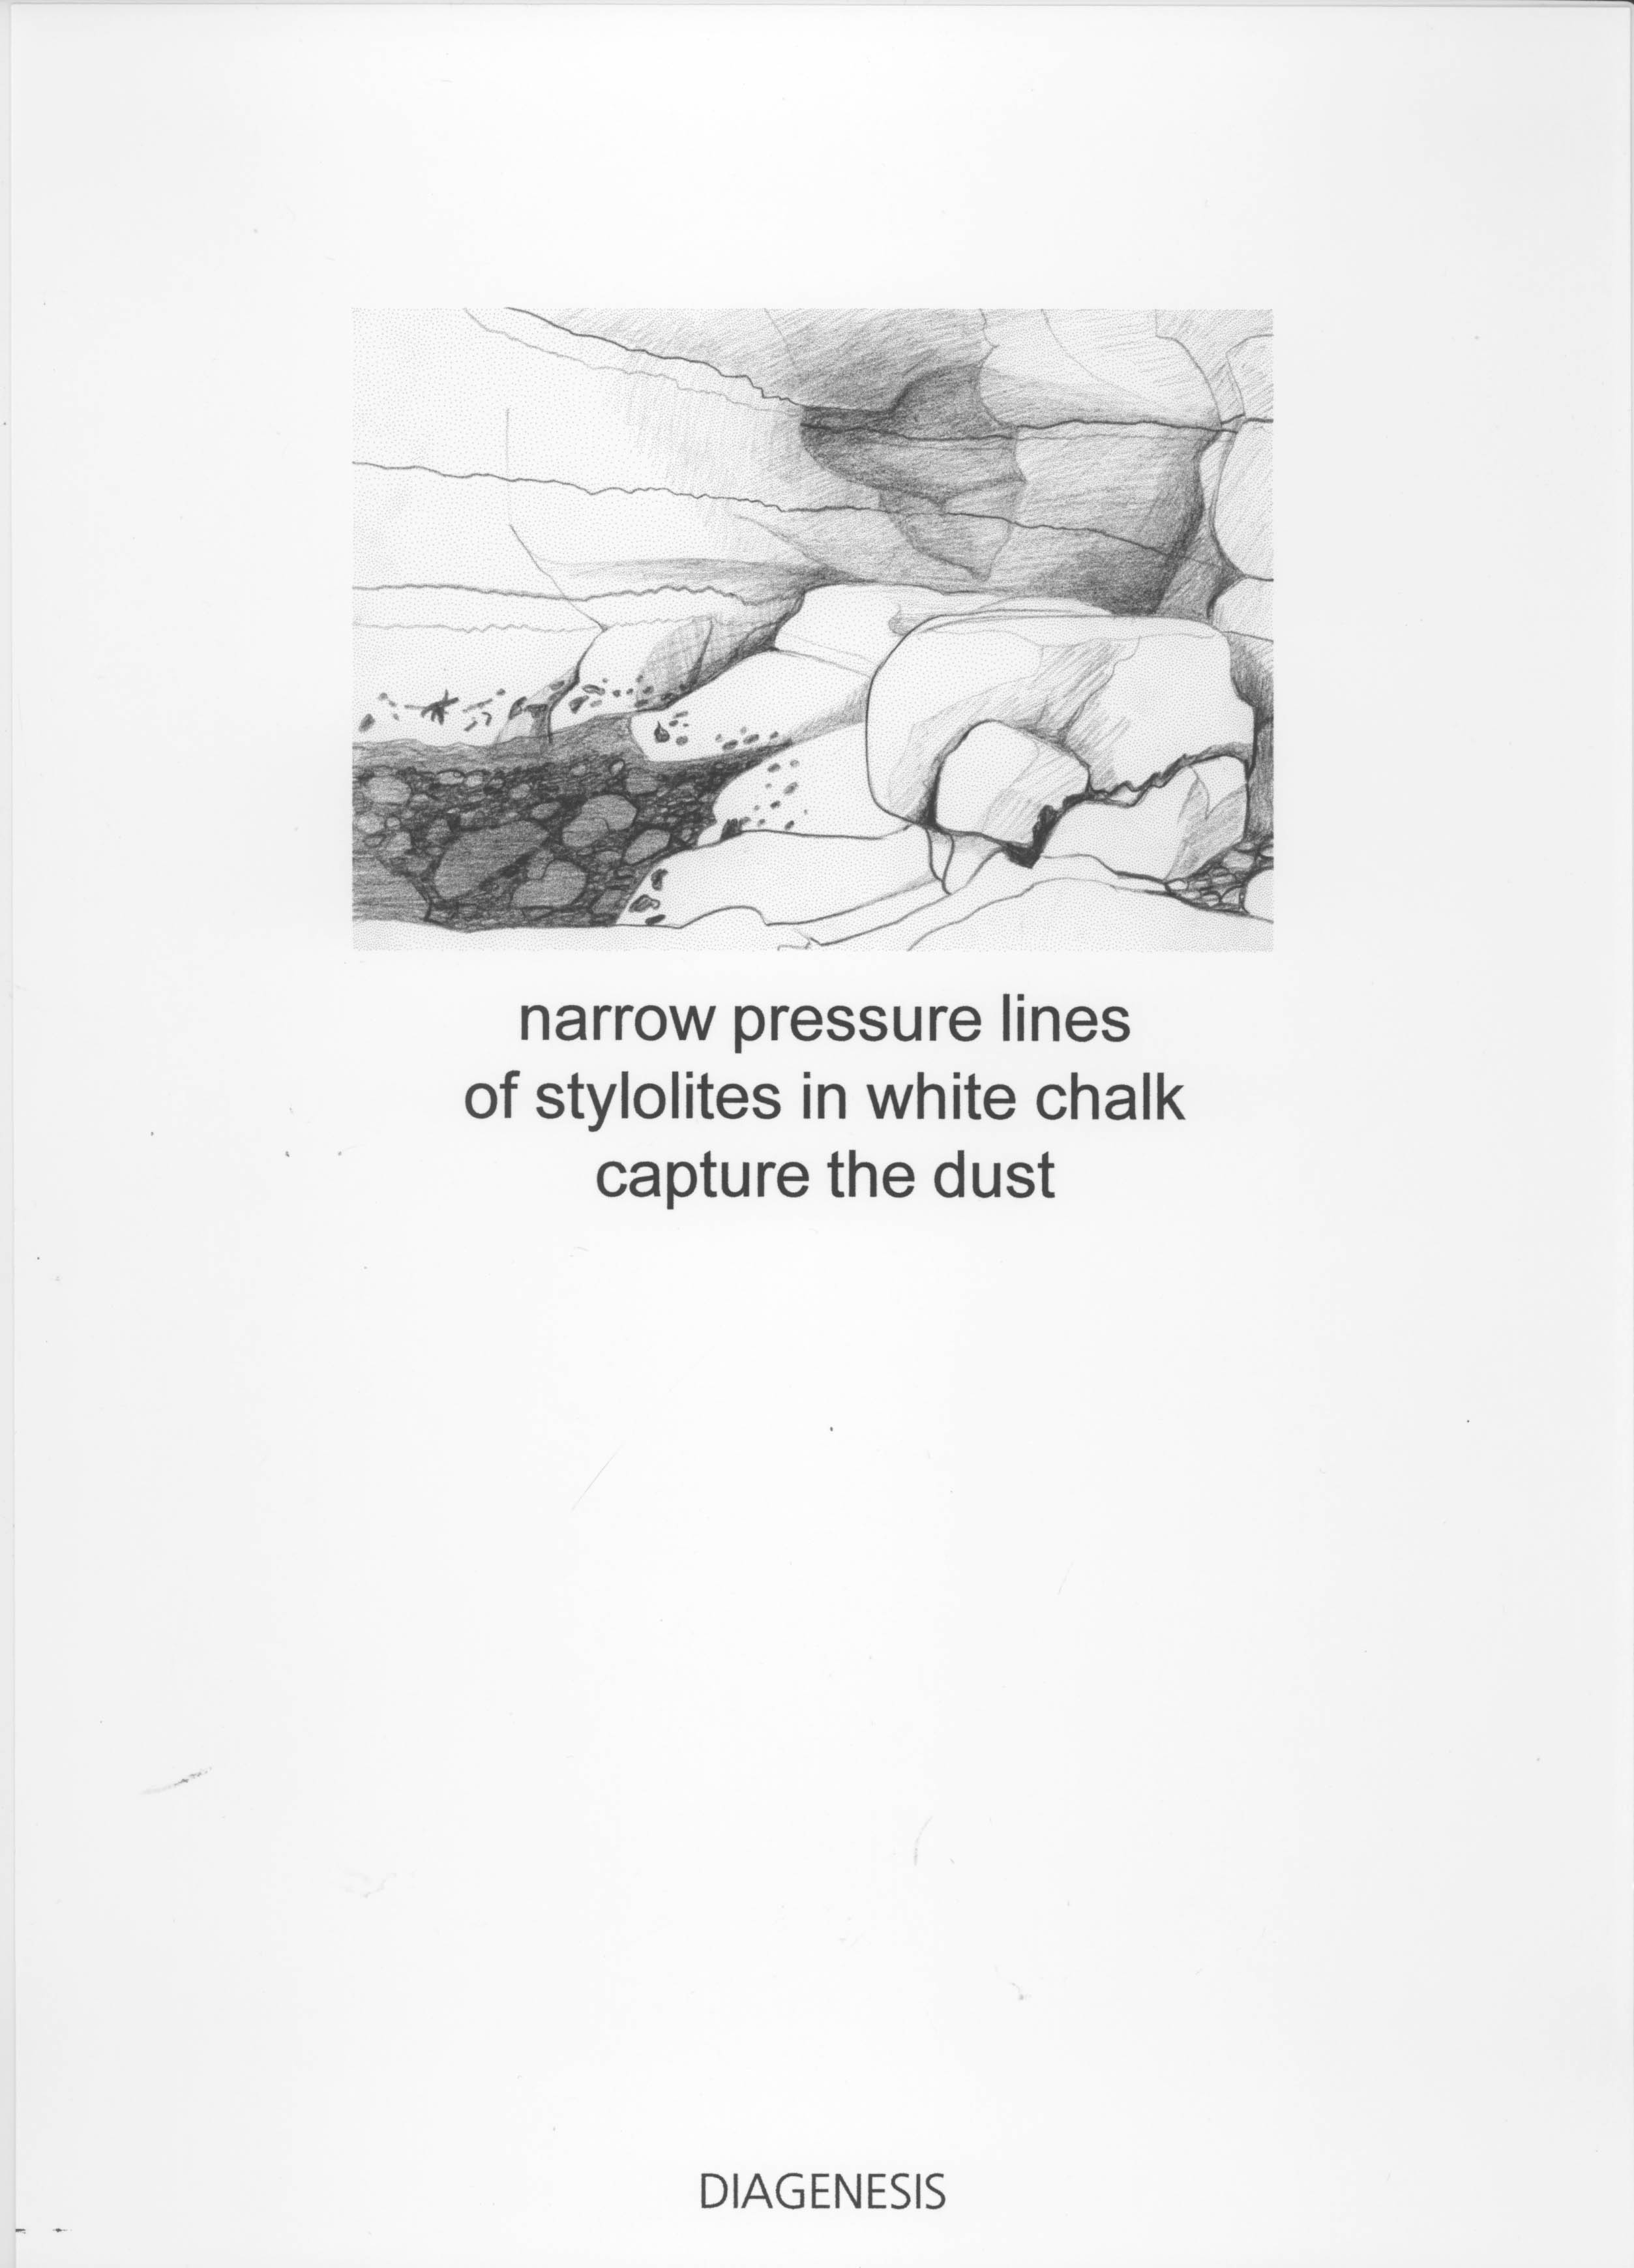 narrow pressure lines
of stylolites in white chalk
capture the dust
DIAGENESIS